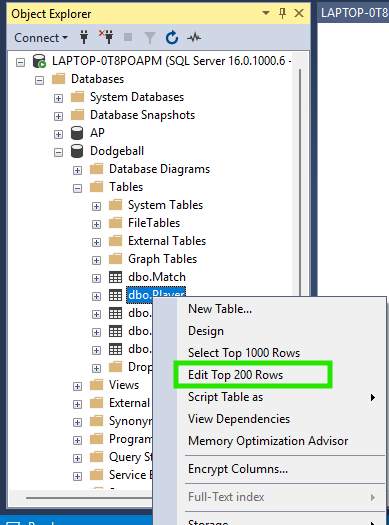 Object Explorer
LAPTOP-0T8
Connect
LAPTOP-0T8POAPM (SQL Server 16.0.1000.6 -
Databases
System Databases
Database Snapshots
AP
Dodgeball
Database Diagrams
Tables
System Tables
FileTables
External Tables
Graph Tables
dbo.Match
dbo.Player
dbo.
New Table...
dbo.
Design
dbo.
Select Top 1000 Rows
Drop
Edit Top 200 Rows
Views
Script Table as
External
View Dependencies
Synonym
Memory Optimization Advisor
Program
Query St
Encrypt Columns...
Service B
Full-Text index